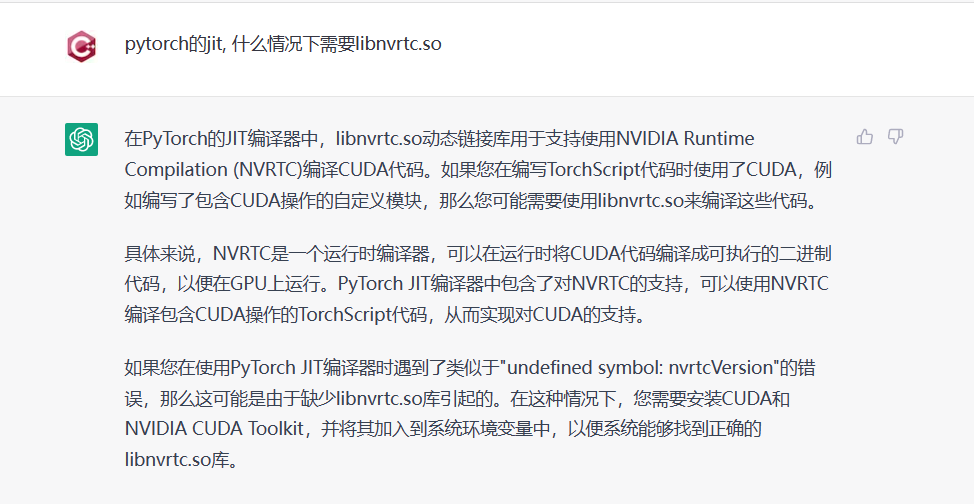 pytorch的jit, 什么情况下需要libnvrtc.so
在PyTorch的JIT编译器中，libnvrtc.so动态链接库用于支持使用NVIDIA Runtime
Compilation (NVRTC)编译CUDA代码。如果您在编写TorchScript代码时使用了CUDA，例
如编写了包含CUDA操作的自定义模块，那么您可能需要使用libnvrtc.so来编译这些代码。
具体来说，NVRTC是一个运行时编译器，可以在运行时将CUDA代码编译成可执行的二进制
代码，以便在GPU上运行。PyTorch JIT编译器中包含了对NVRTC的支持，可以使用NVRTC
编译包含CUDA操作的TorchScript代码，从而实现对CUDA的支持。
如果您在使用PyTorch JIT编译器时遇到了类似于"undefined symbol: nvrtcVersion"的错
误，那么这可能是由于缺少libnvrtc.so库引起的。在这种情况下，您需要安装CUDA和
NVIDIA CUDA Toolkit，并将其加入到系统环境变量中，以便系统能够找到正确的
libnvrtc.so库。